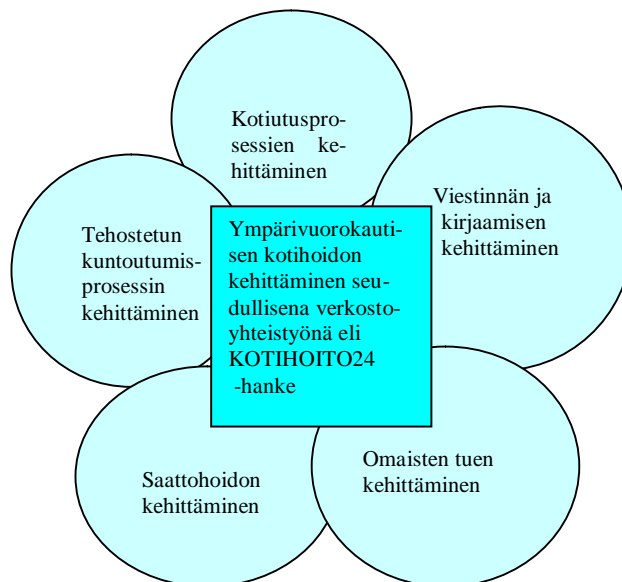 Kotiutuspro-
sessien ke-
hittäminen
Viestinnän ja
kirjaamisen
kehittäminen
Tehostetun
kuntoutumis-
prosessin
kehittäminen
Ympärivuorokauti-
sen kotihoidon
kehittäminen seu-
dullisena verkosto-
yhteistyönä eli
KOTIHOITO24
-hanke
Saattohoidon
kehittäminen
Omaisten tuen
kehittäminen